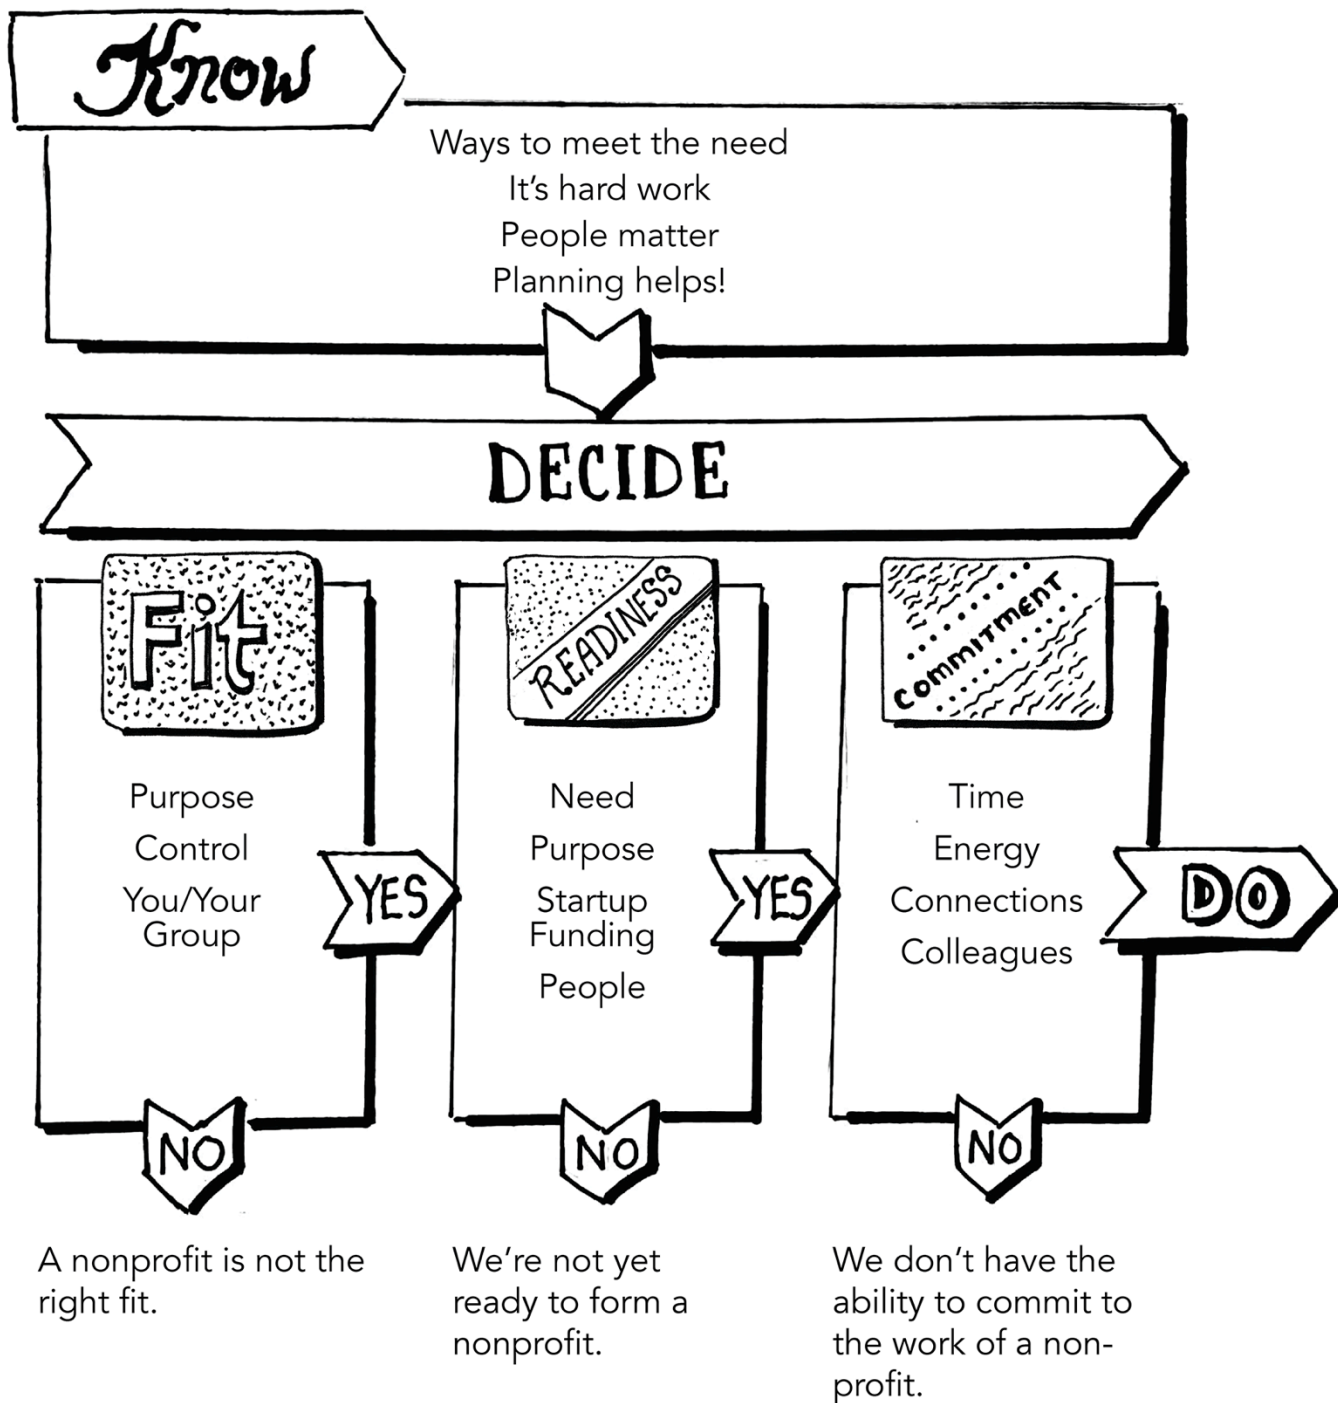 Know
Ways to meet the need
It's hard work
People matter
Planning helps!
DECIDE
Fit
Purpose
Control
You/Your
Group
YES
NO
A nonprofit is not the
right fit.
READINESS
Need
Purpose
Startup
Funding
People
YES
NO
We're not yet
ready to form a
nonprofit.
COMMITMENT
Time
Energy
Connections
Colleagues
DO
NO
We don't have the
ability to commit to
the work of a non-
profit.